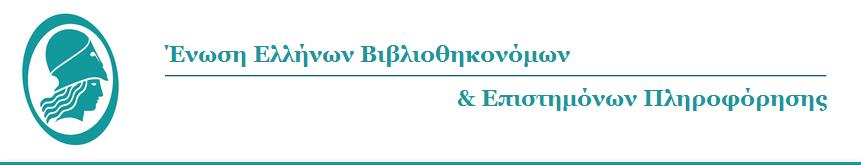 Ένωση Ελλήνων Βιβλιοθηκονόμων
& Επιστημόνων Πληροφόρησης